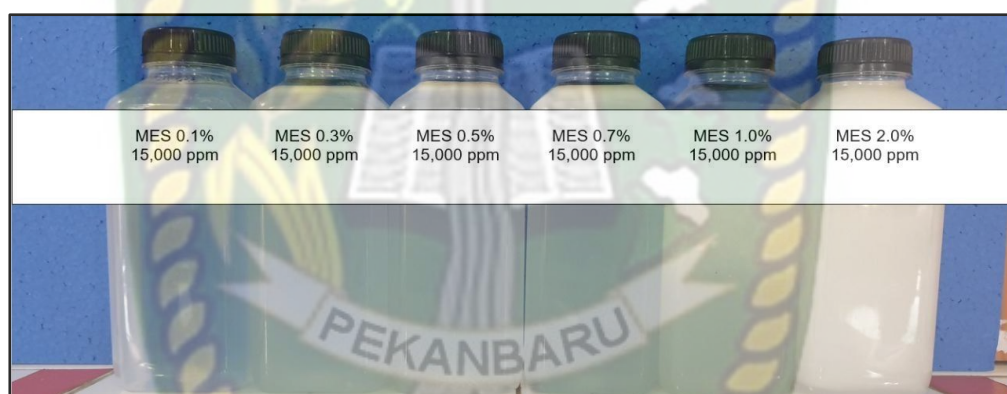 MES 0.1%
15,000 ppm
MES 0.3%
15,000 ppm
MES 0.5%
15,000 ppm
MES 0.7%
15,000 ppm
MES 1.0%
15,000 ppm
MES 2.0%
15,000 ppm
PEKANBARU